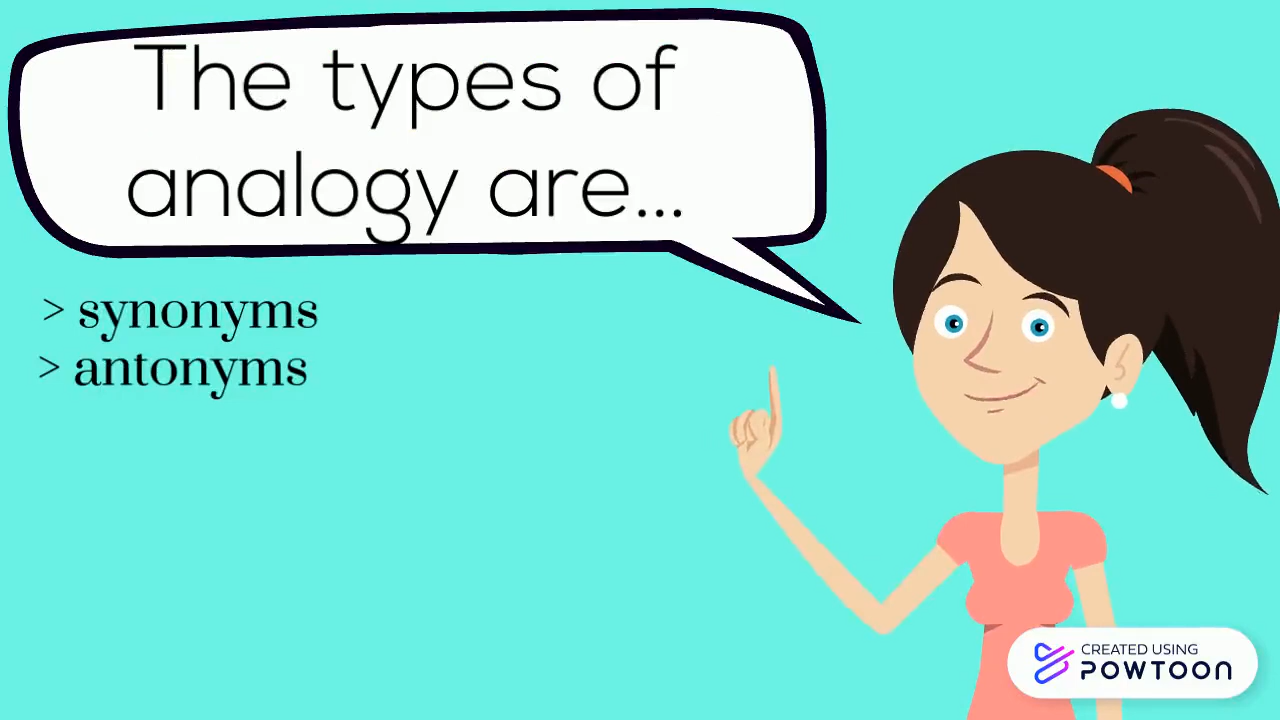 The types of
analogy are...
> synonyms
> antonyms
CREATED USING
POWTOON